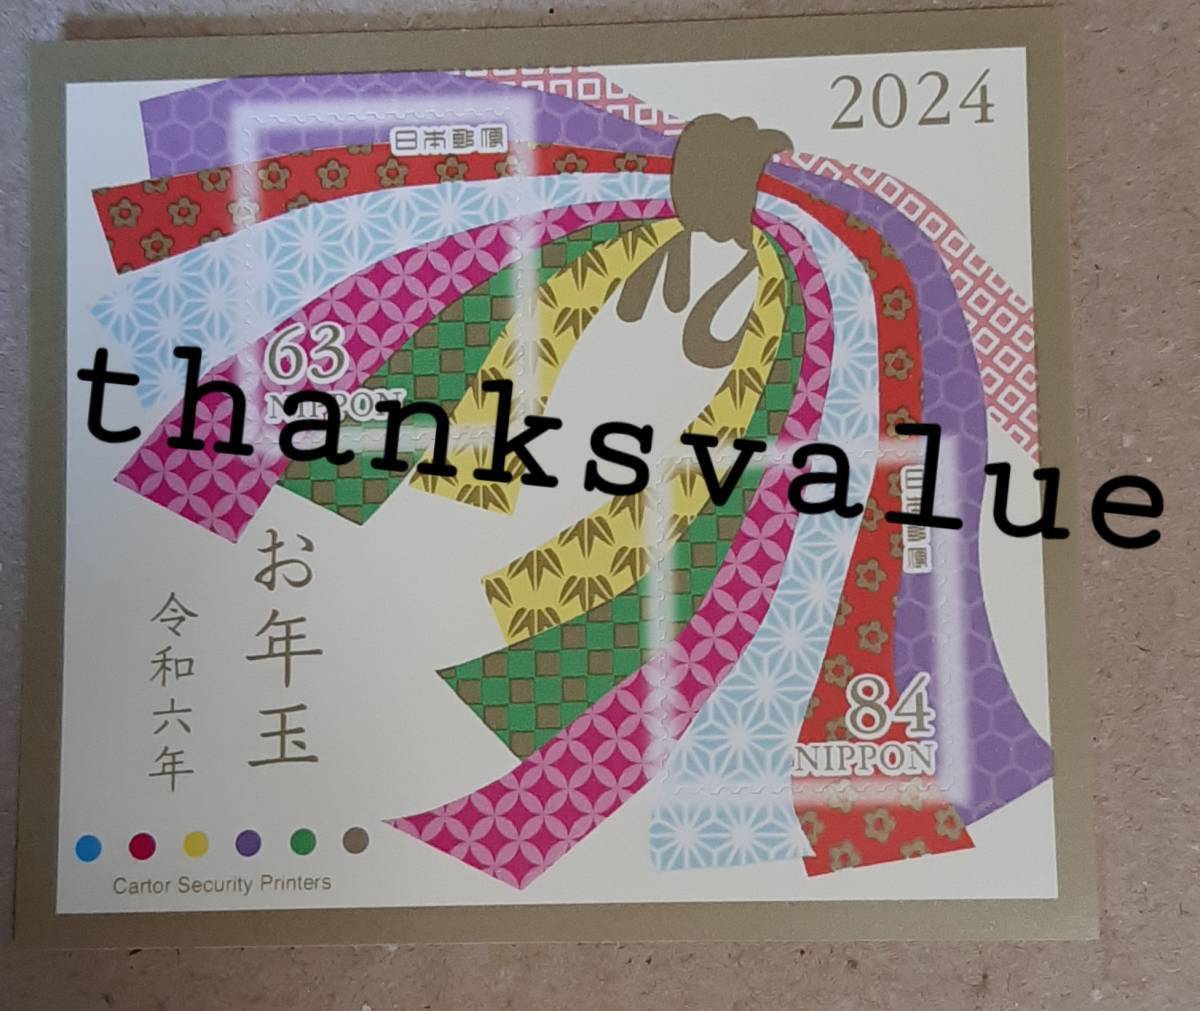 2024
日本郵便
63
NIPPON
thanksvalue
日本郵便
お年玉
令和六年
84
NIPPON
Cartor Security Printers